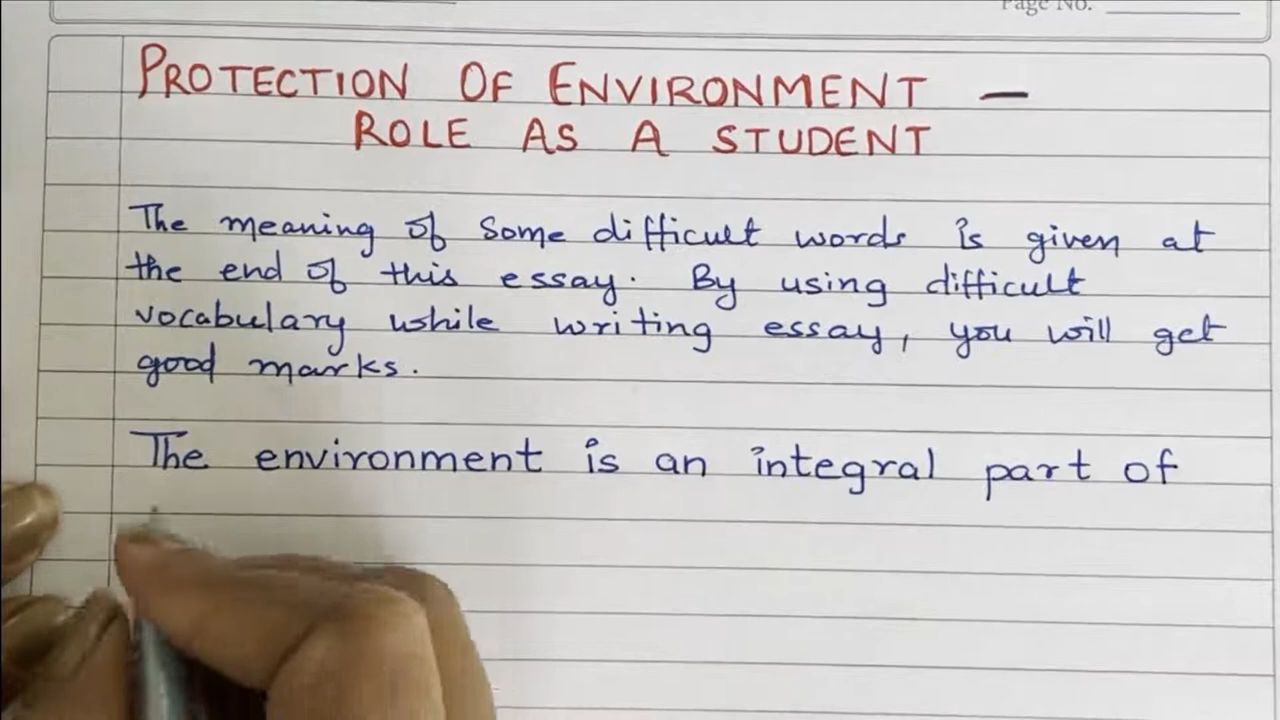 Page No.
PROTECTION OF ENVIRONMENT —
ROLE AS A STUDENT
The meaning of some difficult words is given at
the end of this essay. By using difficult
vocabulary while writing essay, you will get
good marks.
The environment is an integral part of